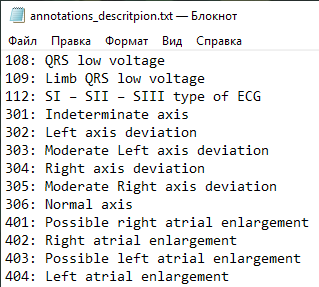 annotations_descritpion.txt — Блокнот
Файл Правка Формат Вид Справка
108: QRS low voltage
109: Limb QRS low voltage
112: SI – SII – SIII type of ECG
301: Indeterminate axis
302: Left axis deviation
303: Moderate Left axis deviation
304: Right axis deviation
305: Moderate Right axis deviation
306: Normal axis
401: Possible right atrial enlargement
402: Right atrial enlargement
403: Possible left atrial enlargement
404: Left atrial enlargement